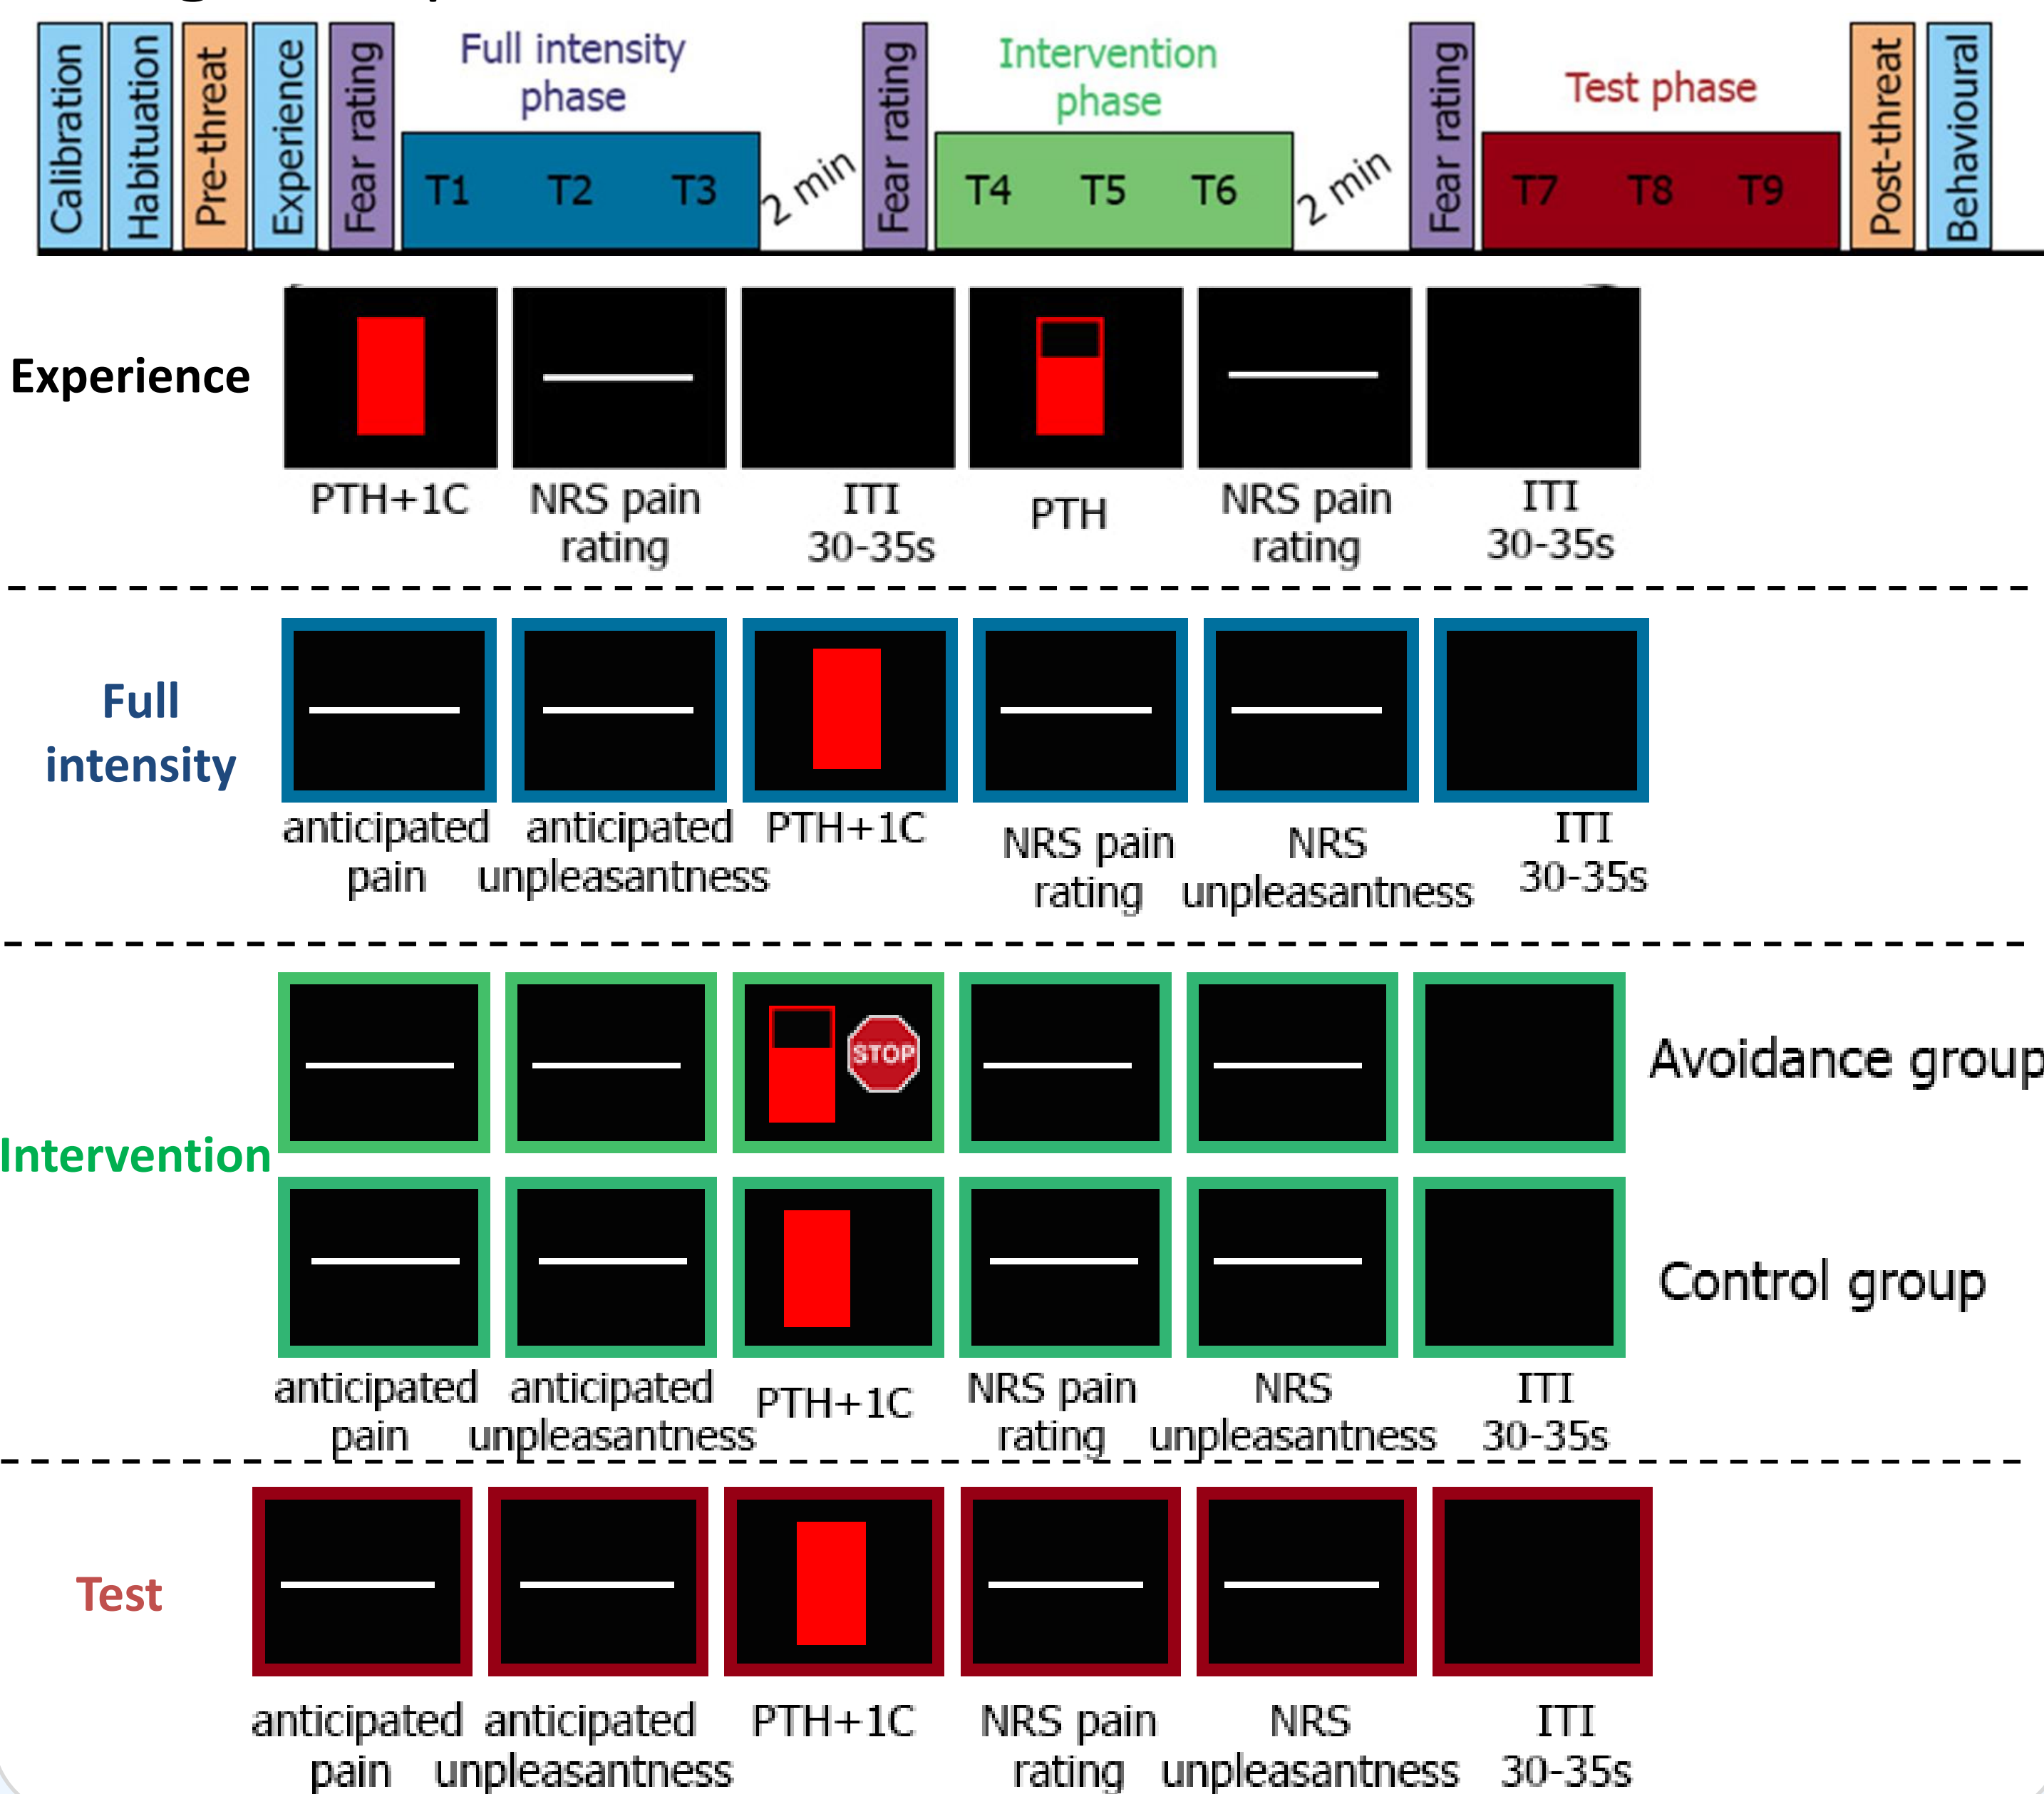 Calibration
Habituation
Pre-threat
Experience
Fear rating
Full intensity
phase
T1 T2 T3
2 min
Fear rating
Intervention
phase
T4 T5 T6
2 min
Fear rating
Test phase
T7 T8 T9
Post-threat
Behavioural
Experience
PTH+1C
NRS pain
rating
ITI
30-35s
PTH
NRS pain
rating
ITI
30-35s
Full
intensity
anticipated
pain
anticipated
unpleasantness
PTH+1C
NRS pain
rating
NRS
unpleasantness
ITI
30-35s
Intervention
STOP
Avoidance group
Control group
anticipated
pain
anticipated
unpleasantness
PTH+1C
NRS pain
rating
NRS
unpleasantness
ITI
30-35s
Test
anticipated
pain
anticipated
unpleasantness
PTH+1C
NRS pain
rating
NRS
unpleasantness
ITI
30-35s